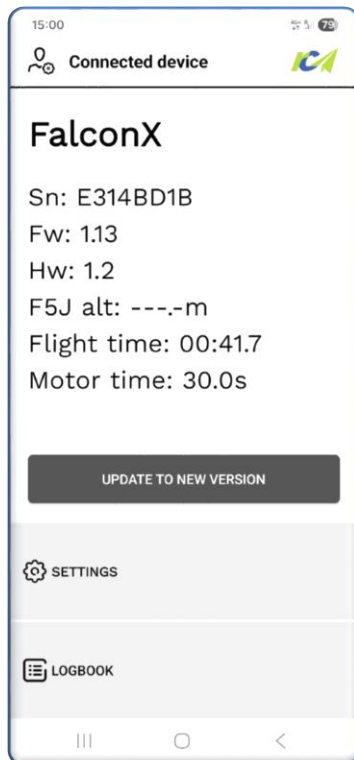 15:00
79
Connected device
FalconX
Sn: E314BD1B
Fw: 1.13
Hw: 1.2
F5J alt: ---.-m
Flight time: 00:41.7
Motor time: 30.0s
UPDATE TO NEW VERSION
SETTINGS
LOGBOOK